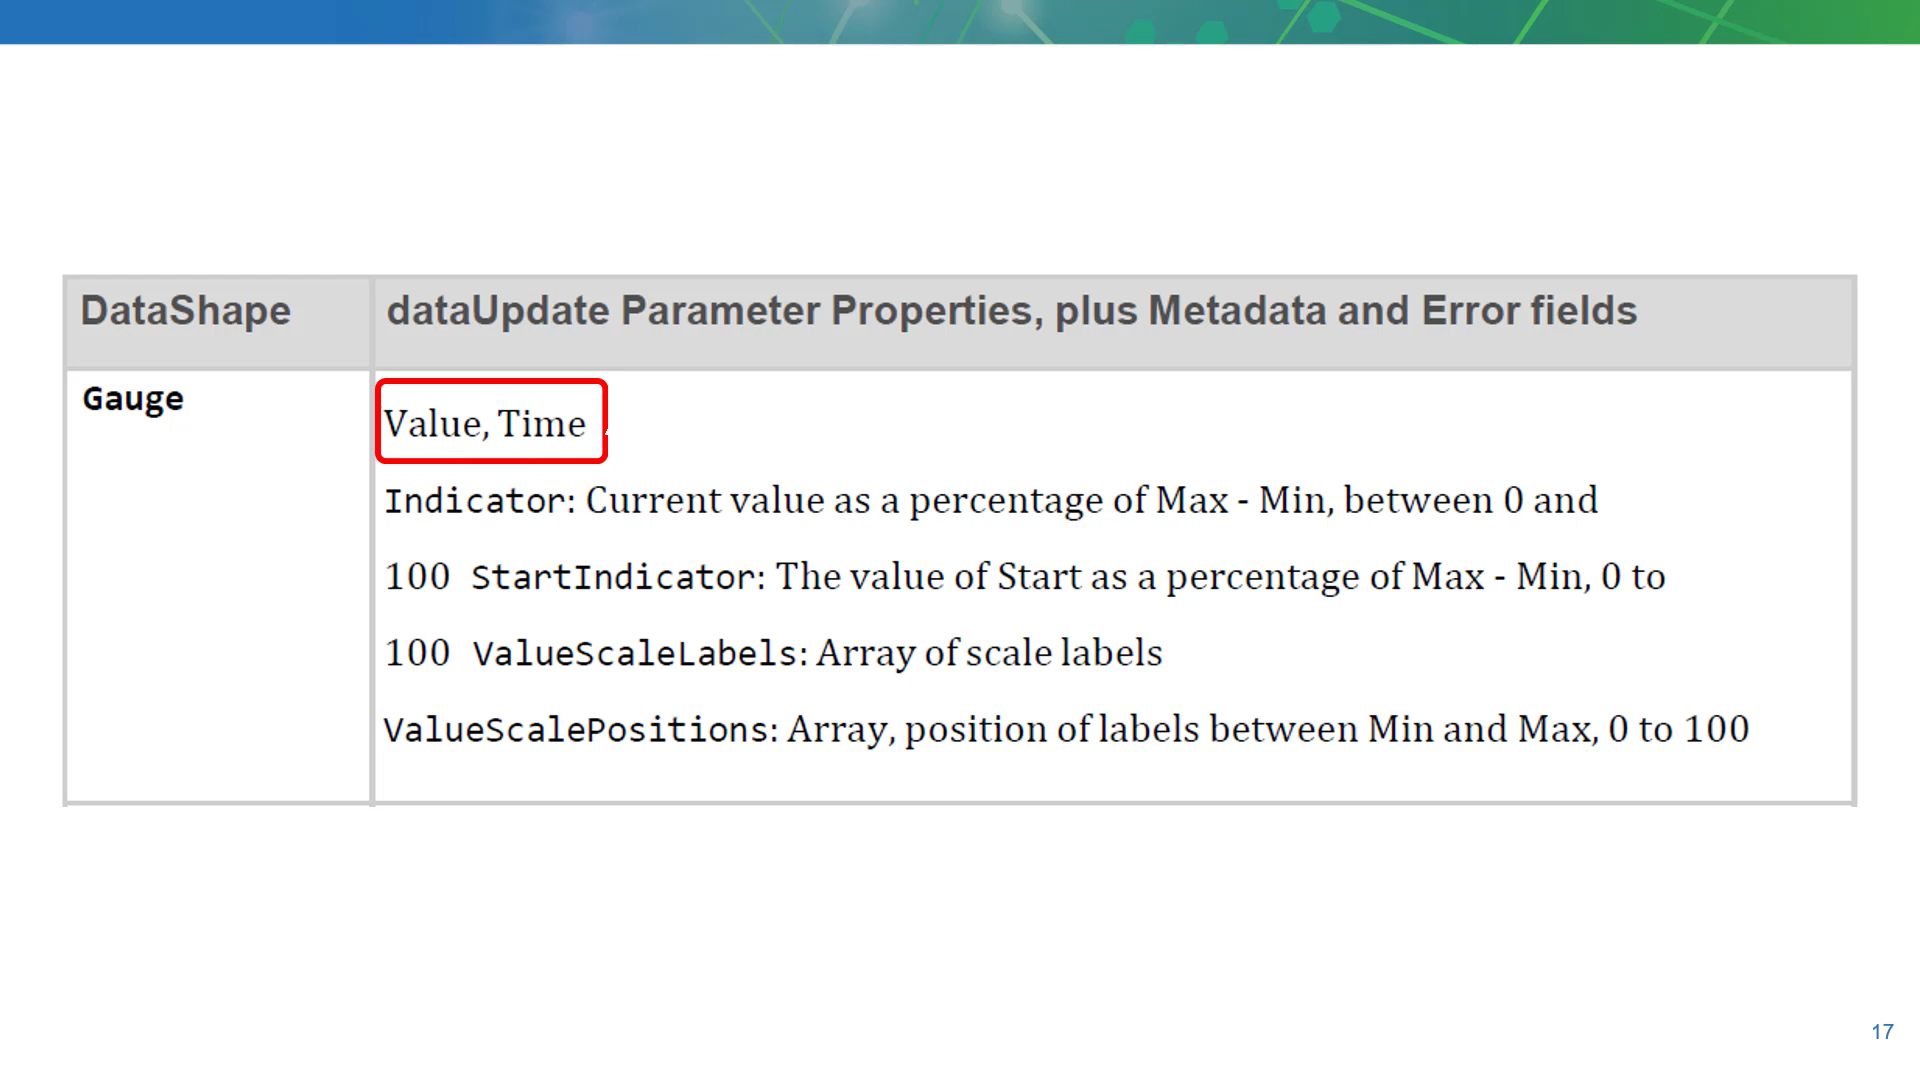 DataShape
dataUpdate Parameter Properties, plus Metadata and Error fields
Gauge
Value, Time
Indicator: Current value as a percentage of Max - Min, between 0 and
100 StartIndicator: The value of Start as a percentage of Max - Min, 0 to
100 ValueScaleLabels: Array of scale labels
ValueScalePositions: Array, position of labels between Min and Max, 0 to 100
17